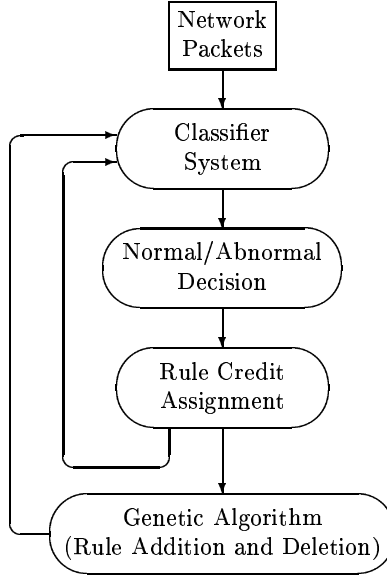 Network
Packets
Classifier
System
Normal/Abnormal
Decision
Rule Credit
Assignment
Genetic Algorithm
(Rule Addition and Deletion)